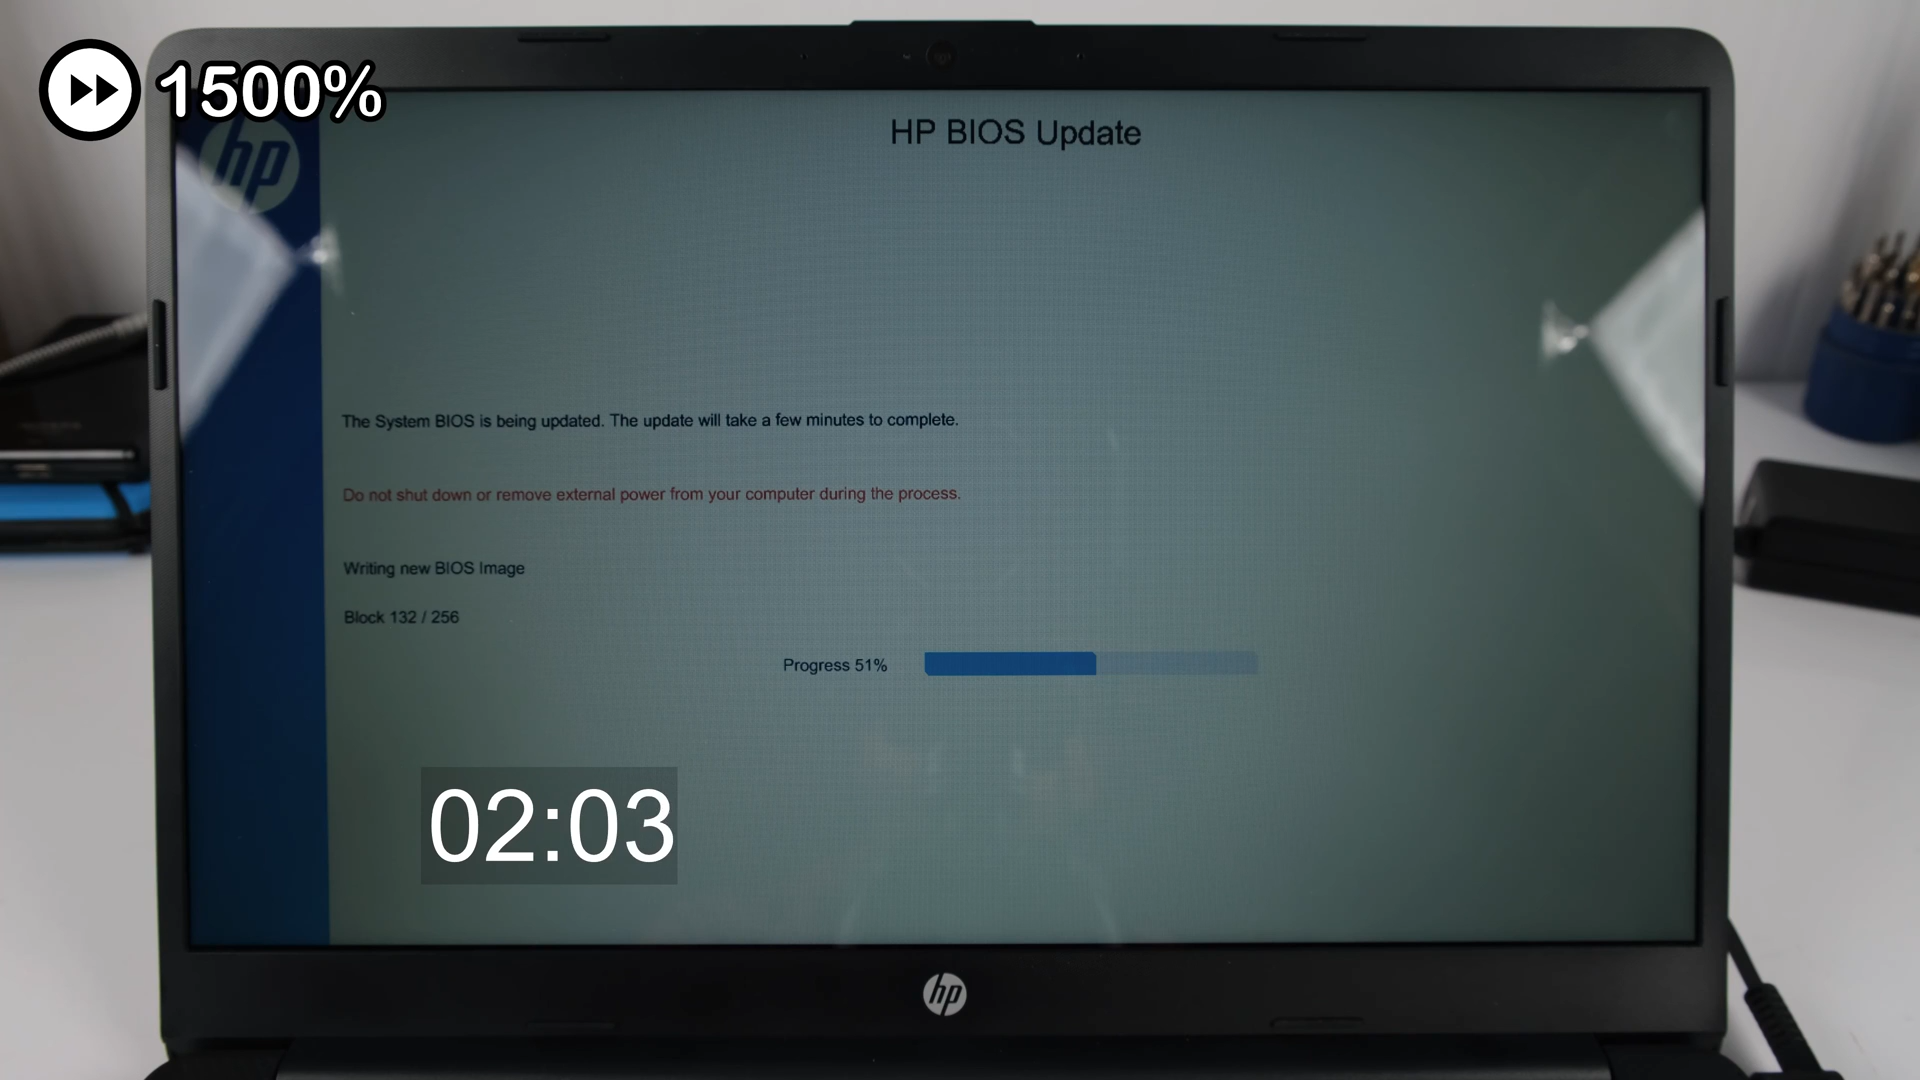 1500%
hp
HP BIOS Update
The System BIOS is being updated. The update will take a few minutes to complete.
Do not shut down or remove external power from your computer during the process.
Writing new BIOS Image
Block 132 / 256
Progress 51%
02:03
hp